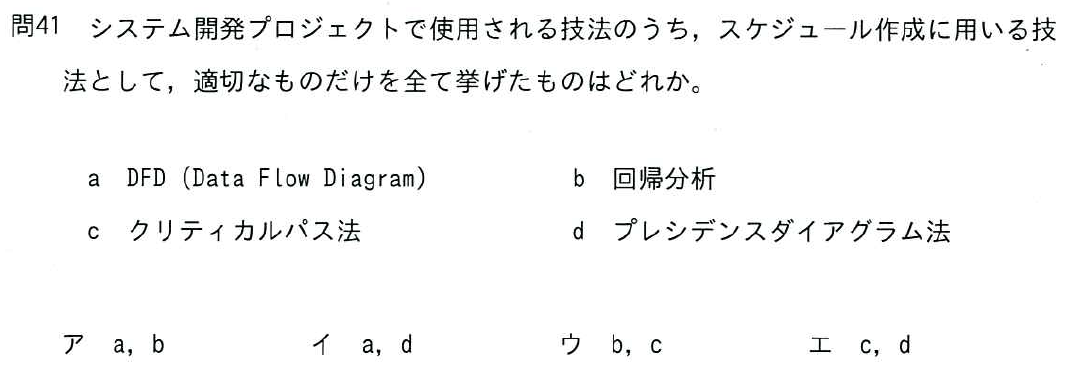 問41 システム開発プロジェクトで使用される技法のうち，スケジュール作成に用いる技
法として，適切なものだけを全て挙げたものはどれか。
a DFD (Data Flow Diagram) b 回帰分析
c クリティカルパス法 d プレシデンスダイアグラム法
ア a, b イ a, d ウ b, c エ c, d